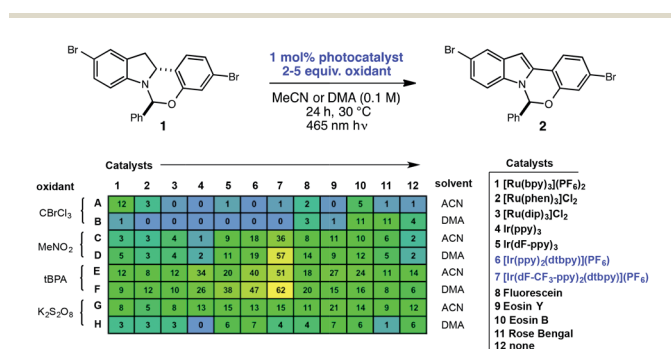 Br
Br
N
O
Ph
1
1 mol% photocatalyst
2-5 equiv. oxidant
MeCN or DMA (0.1 M)
24 h, 30 °C
465 nm hν
Br
Br
N
O
Ph
2
Catalysts
oxidant 1 2 3 4 5 6 7 8 9 10 11 12 solvent
CBrCl₃ A 12 3 0 0 1 0 1 2 0 5 1 1 ACN
B 1 0 0 0 0 0 0 3 1 11 11 4 DMA
MeNO₂ C 3 3 4 1 9 18 36 8 11 10 6 2 ACN
D 5 3 4 2 11 19 57 14 9 12 5 2 DMA
tBPA E 12 8 12 34 20 40 51 18 27 24 11 14 ACN
F 9 12 10 26 38 47 62 20 15 16 8 6 DMA
K₂S₂O₈ G 8 5 8 13 15 13 15 11 21 14 9 12 ACN
H 3 3 3 0 6 7 4 4 7 6 1 6 DMA
Catalysts
1 [Ru(bpy)₃](PF₆)₂
2 [Ru(phen)₃]Cl₂
3 [Ru(dip)₃]Cl₂
4 Ir(ppy)₃
5 Ir(dF-ppy)₃
6 [Ir(ppy)₂(dtbpy)](PF₆)
7 [Ir(dF-CF₃-ppy)₂(dtbpy)](PF₆)
8 Fluorescein
9 Eosin Y
10 Eosin B
11 Rose Bengal
12 none